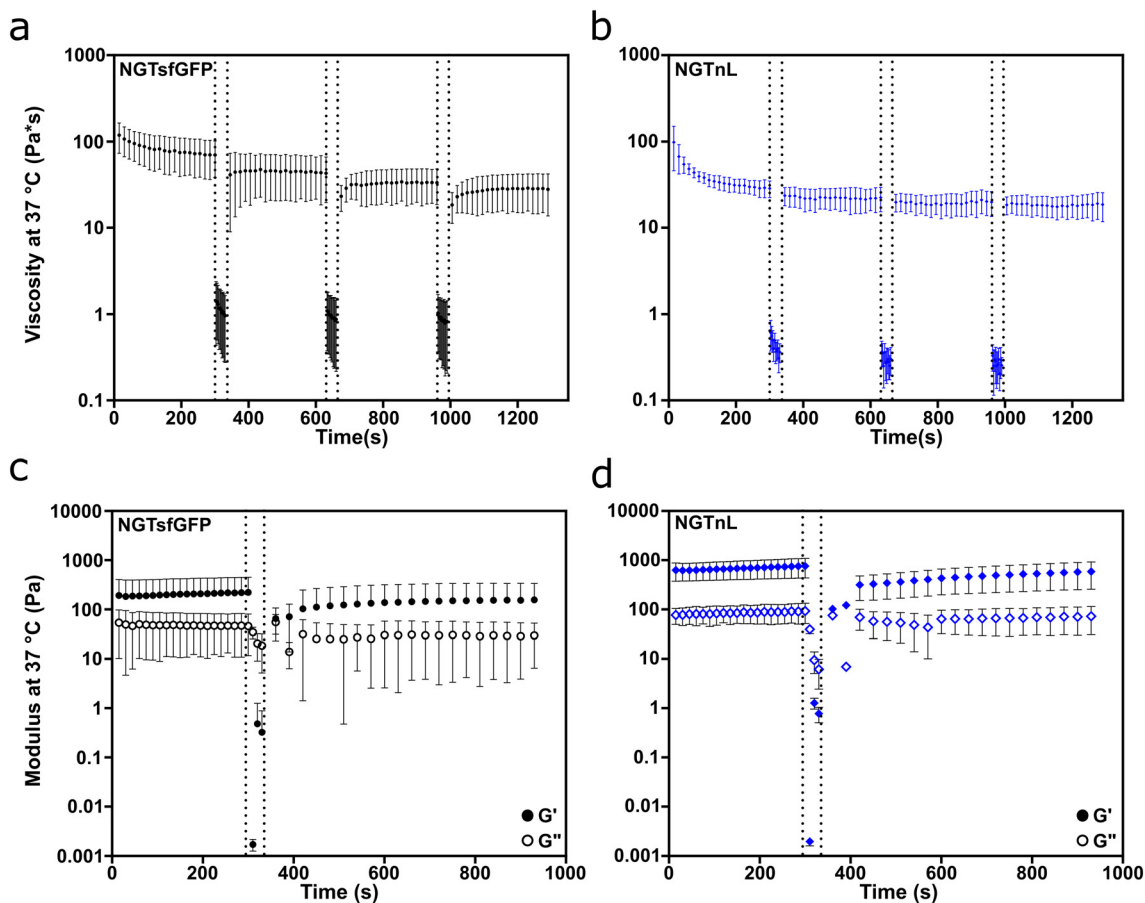 a
b
Viscosity at 37 °C (Pa*s)
1000
100
10
1
0.1
NGTsfGFP
0 200 400 600 800 1000 1200
Time(s)
1000
100
10
1
0.1
NGTnL
0 200 400 600 800 1000 1200
Time(s)
c
d
Modulus at 37 °C (Pa)
10000
1000
100
10
1
0.1
0.01
0.001
NGTsfGFP
G'
G"
0 200 400 600 800 1000
Time (s)
10000
1000
100
10
1
0.1
0.01
0.001
NGTnL
G'
G"
0 200 400 600 800 1000
Time (s)